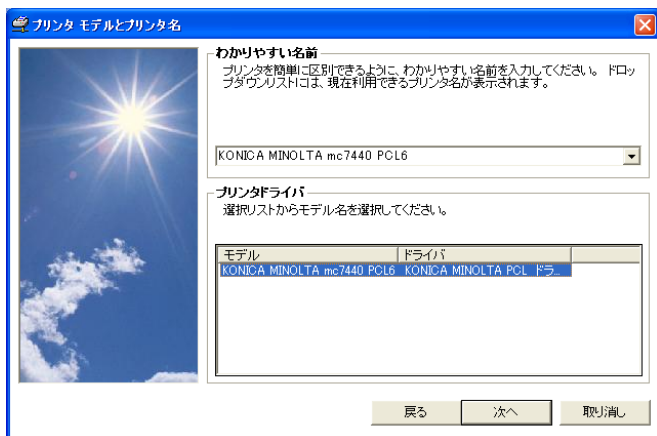 プリンタ モデルとプリンタ名
わかりやすい名前
プリンタを簡単に区別できるように、わかりやすい名前を入力してください。 ドロッ
プダウンリストには、現在利用できるプリンタ名が表示されます。
KONICA MINOLTA mc7440 PCL6
プリンタドライバ
選択リストからモデル名を選択してください。
モデル ドライバ
KONICA MINOLTA mc7440 PCL6 KONICA MINOLTA PCL ドラ...
戻る 次へ 取り消し